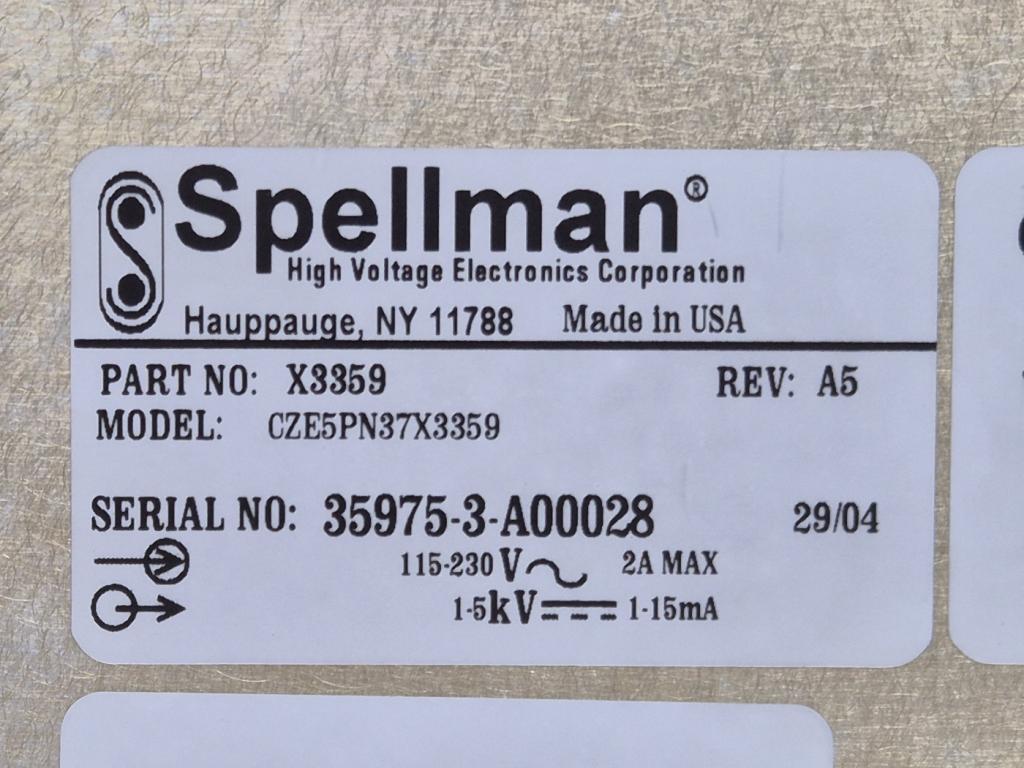 Spellman®
High Voltage Electronics Corporation
Hauppauge, NY 11788 Made in USA
PART NO: X3359 REV: A5
MODEL: CZE5PN37X3359
SERIAL NO: 35975-3-A00028 29/04
115-230 V 2A MAX
1-5kV 1-15mA